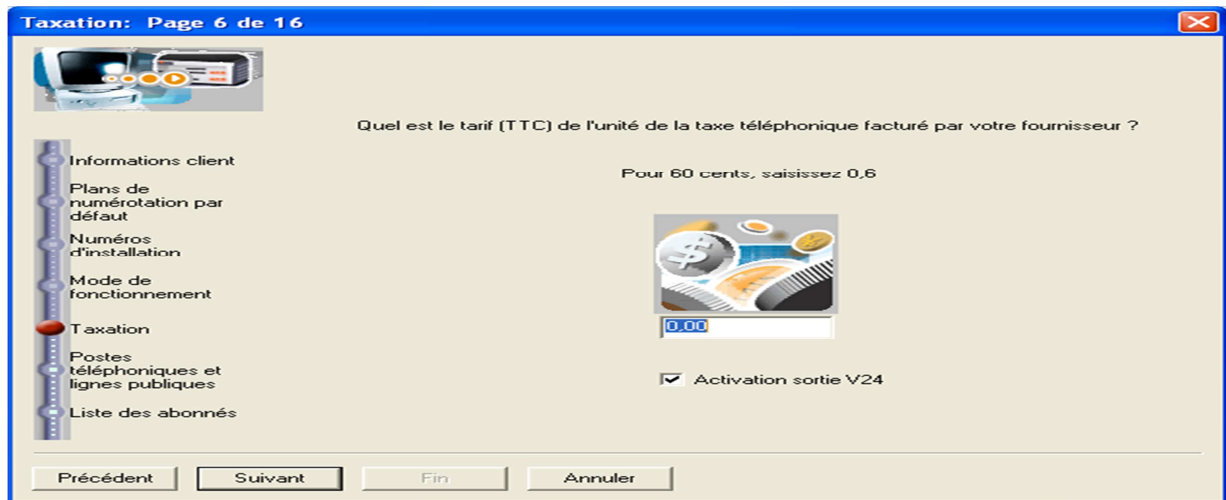 Taxation: Page 6 de 16
Quel est le tarif (TTC) de l'unité de la taxe téléphonique facturé par votre fournisseur ?
Pour 60 cents, saisissez 0,6
Informations client
Plans de
numérotation par
défaut
Numéros
d'installation
Mode de
fonctionnement
Taxation
Postes
téléphoniques et
lignes publiques
Liste des abonnés
0,00
Activation sortie V24
Précédent
Suivant
Fin
Annuler